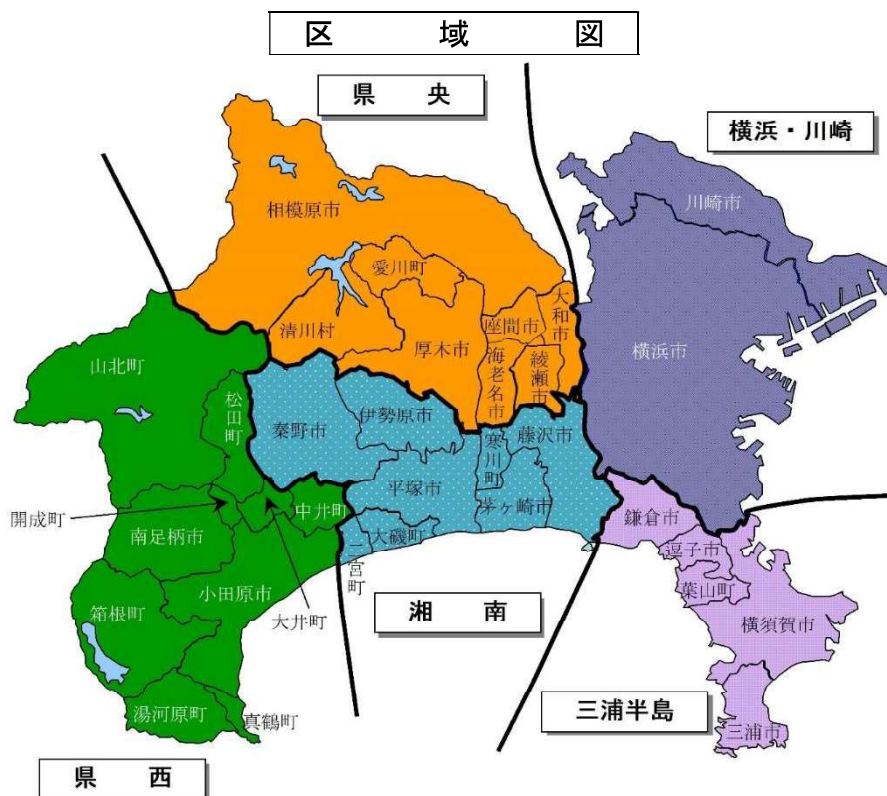 区域図
県央
横浜・川崎
川崎市
相模原市
愛川町
大和市
清川村
座間市
厚木市
横浜市
海老名市
綾瀬市
山北町
松田町
秦野市
伊勢原市
寒川町
藤沢市
平塚市
茅ヶ崎市
中井町
開成町
南足柄市
大磯町
二宮町
鎌倉市
逗子市
葉山町
箱根町
小田原市
大井町
湘南
横須賀市
三浦半島
湯河原町
真鶴町
三浦市
県西